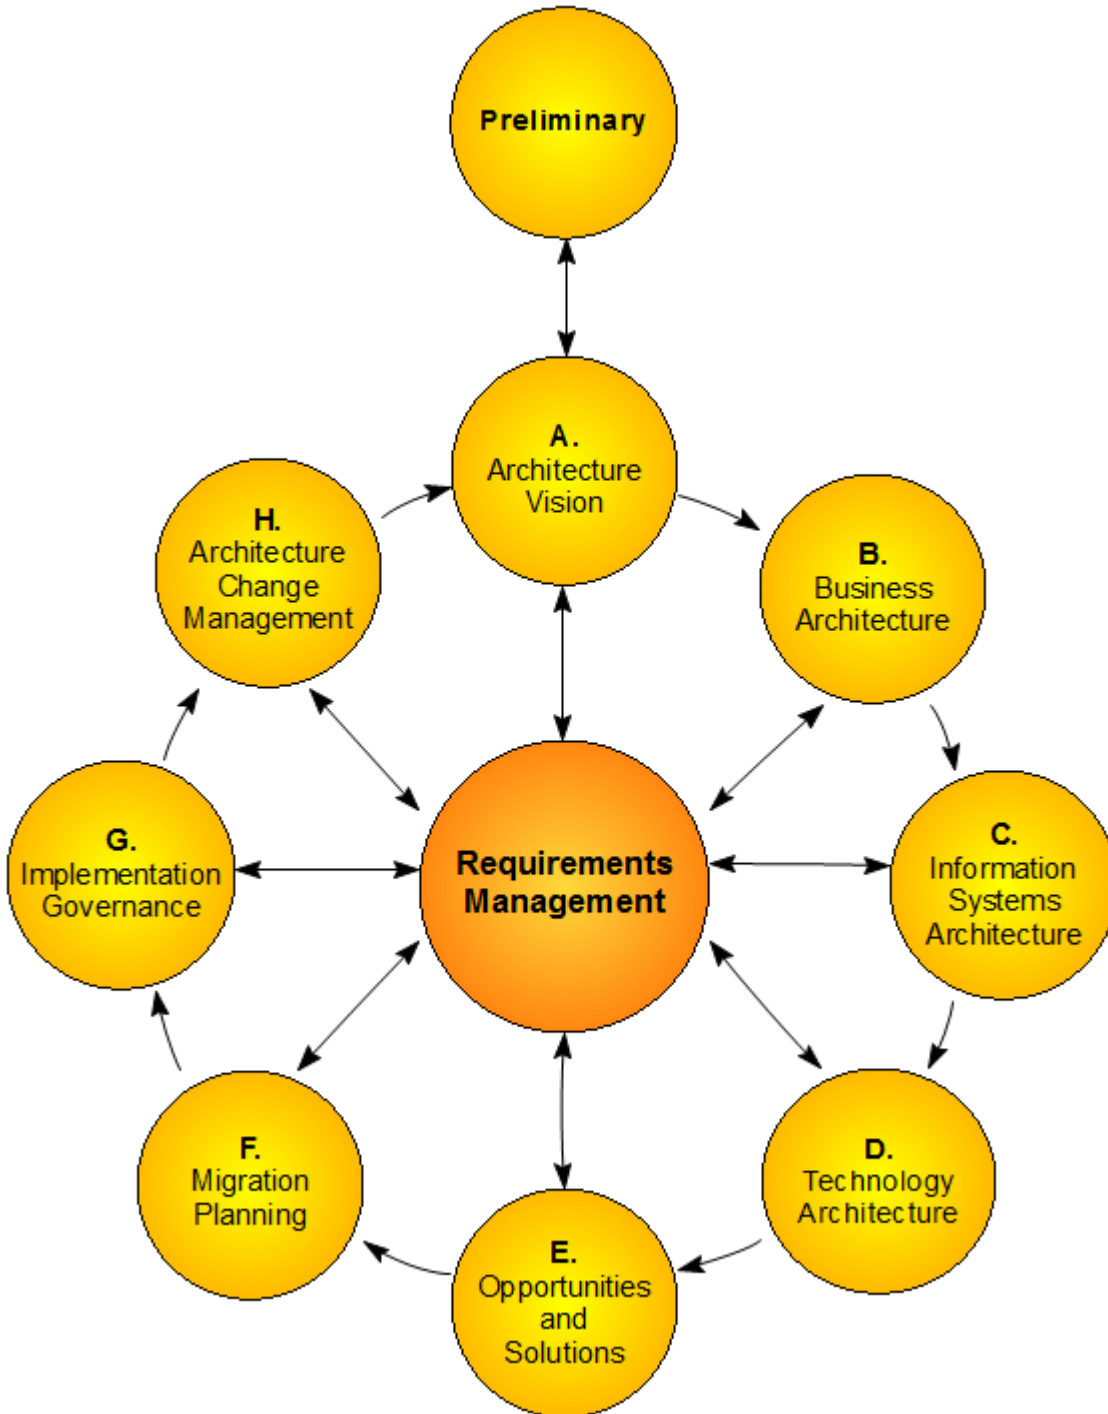 Preliminary
A.
Architecture
Vision
B.
Business
Architecture
C.
Information
Systems
Architecture
D.
Technology
Architecture
E.
Opportunities
and
Solutions
F.
Migration
Planning
G.
Implementation
Governance
H.
Architecture
Change
Management
Requirements
Management